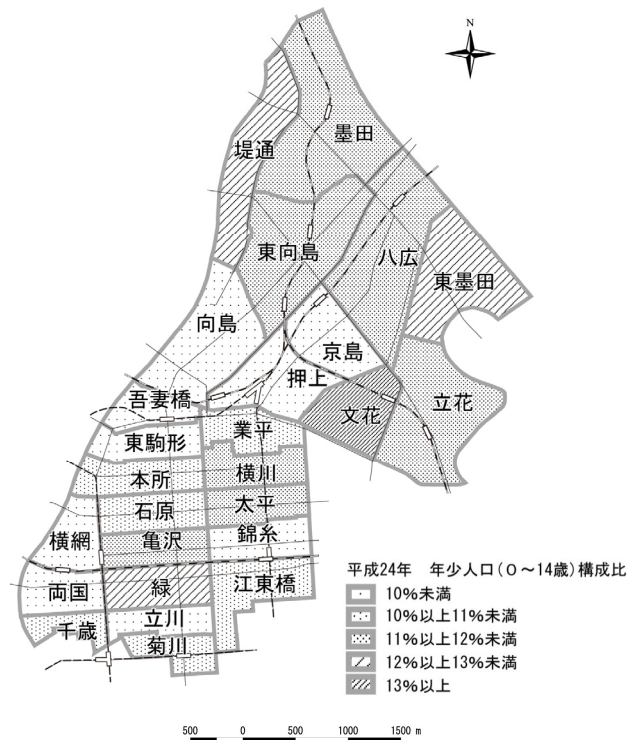 N
墨田
堤通
東向島
八広
東墨田
向島
京島
押上
吾妻橋
文花
立花
東駒形
業平
本所
横川
石原
太平
横網
亀沢
錦糸
両国
緑
江東橋
千歳
立川
菊川
平成24年 年少人口(0~14歳)構成比
10%未満
10%以上11%未満
11%以上12%未満
12%以上13%未満
13%以上
500 0 500 1000 1500 m